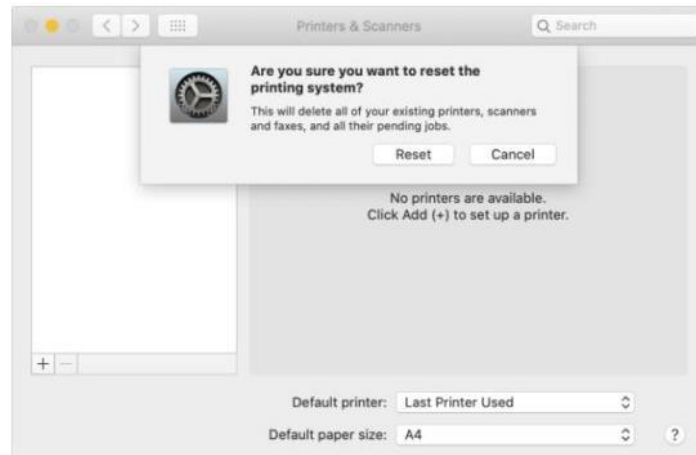 Printers & Scanners
Search
Are you sure you want to reset the
printing system?
This will delete all of your existing printers, scanners
and faxes, and all their pending jobs.
Reset
Cancel
No printers are available.
Click Add (+) to set up a printer.
+ −
Default printer: Last Printer Used
Default paper size: A4
?